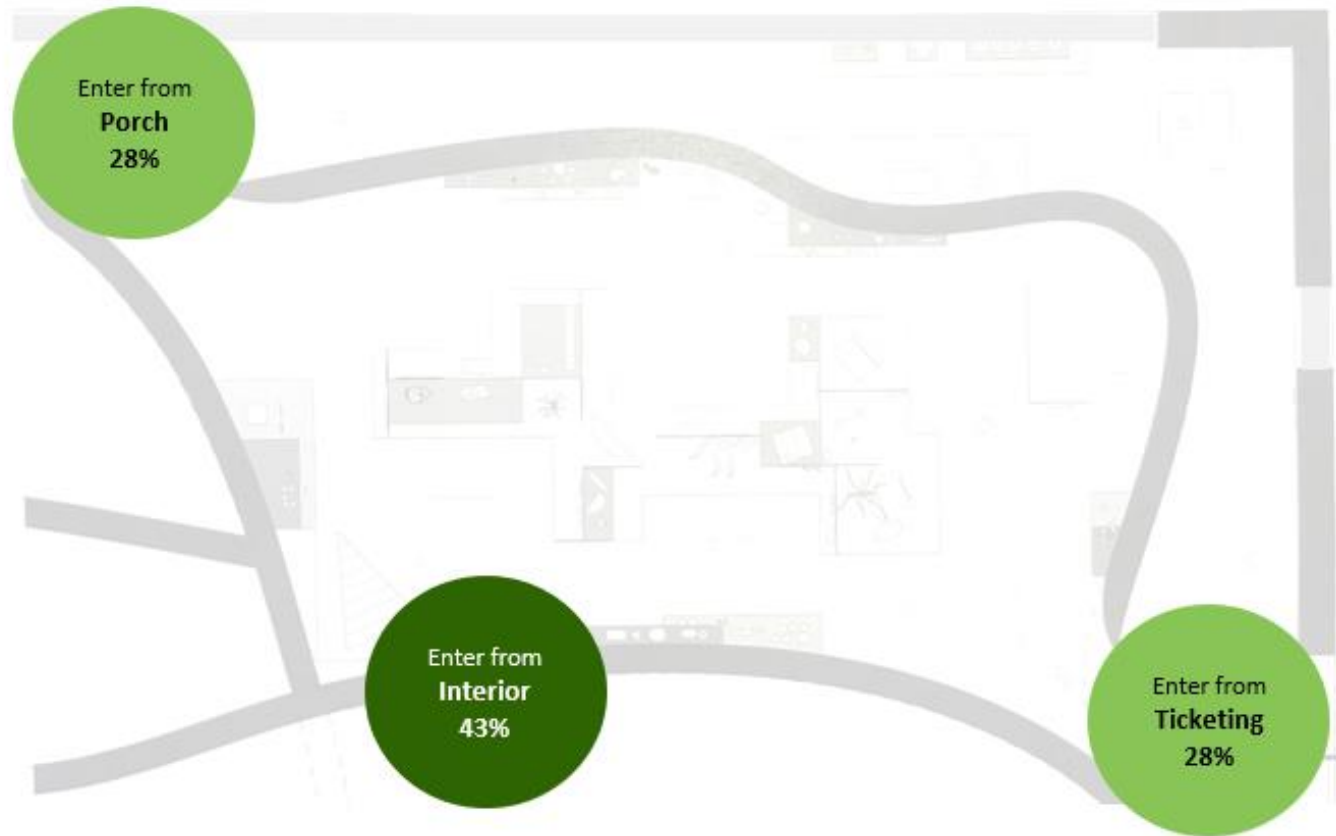 Enter from
Porch
28%
Enter from
Interior
43%
Enter from
Ticketing
28%